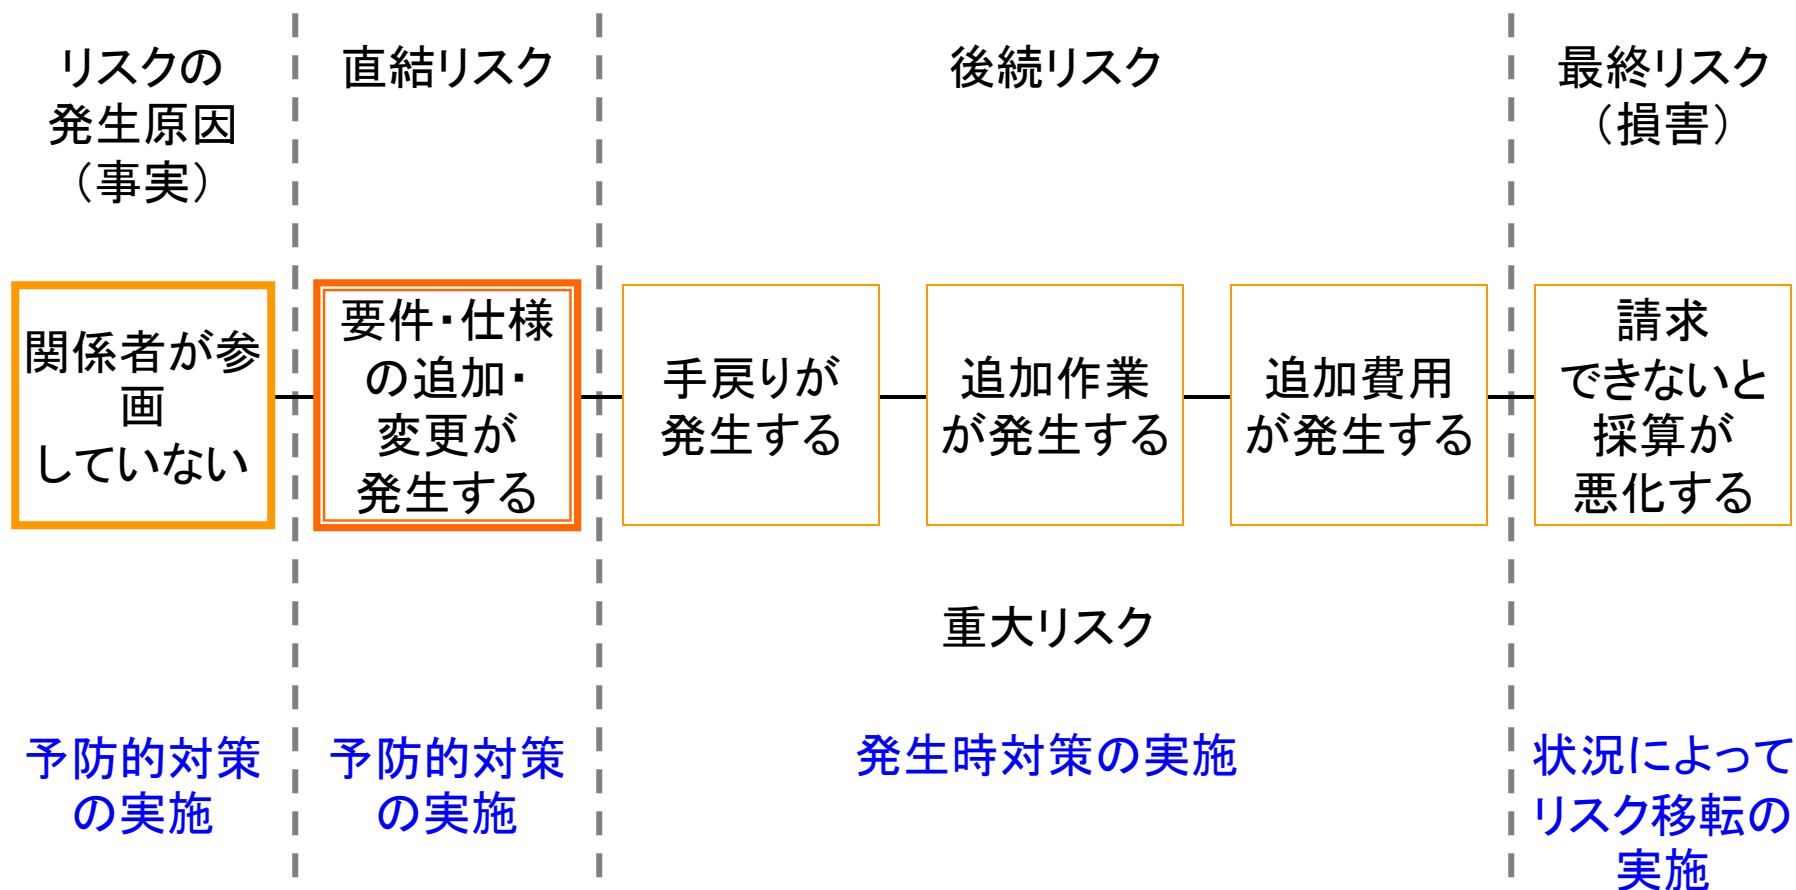 リスクの
発生原因
（事実）
直結リスク
後続リスク
最終リスク
（損害）
関係者が参
画
していない
要件・仕様
の追加・
変更が
発生する
手戻りが
発生する
追加作業
が発生する
追加費用
が発生する
請求
できないと
採算が
悪化する
重大リスク
予防的対策
の実施
予防的対策
の実施
発生時対策の実施
状況によって
リスク移転の
実施